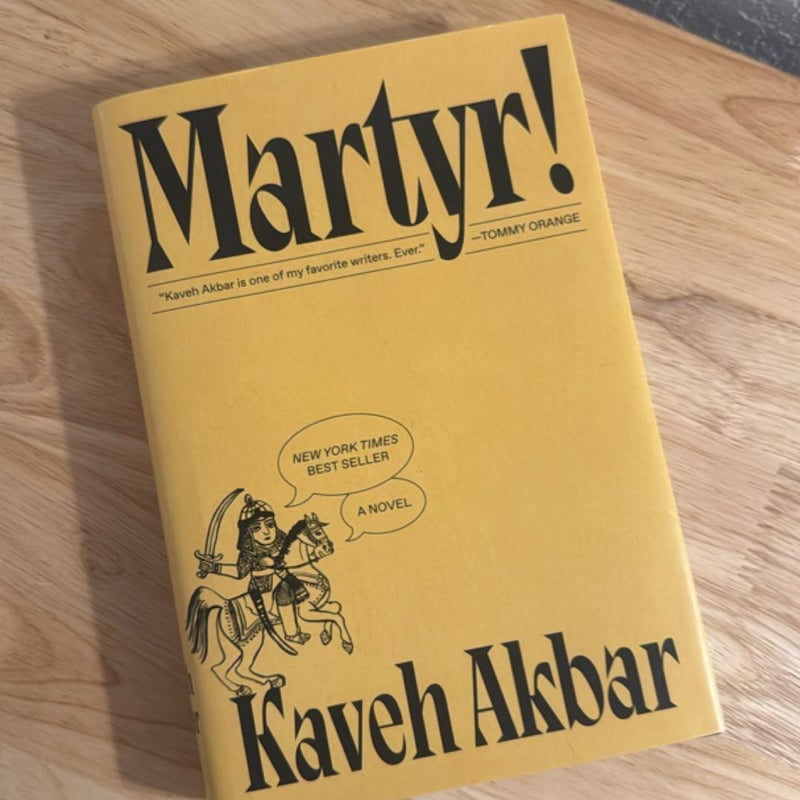 Martyr!
"Kaveh Akbar is one of my favorite writers. Ever." —TOMMY ORANGE
NEW YORK TIMES
BEST SELLER
A NOVEL
Kaveh Akbar